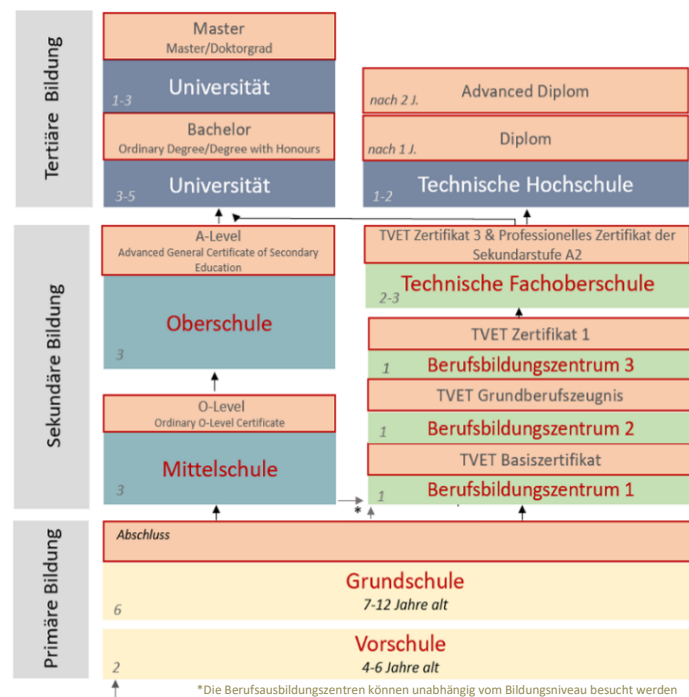 Tertiäre Bildung
Master
Master/Doktorgrad
Universität
1-3
Bachelor
Ordinary Degree/Degree with Honours
Universität
3-5
nach 2 J.
Advanced Diplom
nach 1 J.
Diplom
Technische Hochschule
1-2
Sekundäre Bildung
A-Level
Advanced General Certificate of Secondary
Education
Oberschule
3
O-Level
Ordinary O-Level Certificate
Mittelschule
3
TVET Zertifikat 3 & Professionelles Zertifikat der
Sekundarstufe A2
Technische Fachoberschule
2-3
TVET Zertifikat 1
Berufsbildungszentrum 3
1
TVET Grundberufszeugnis
Berufsbildungszentrum 2
1
TVET Basiszertifikat
Berufsbildungszentrum 1
1
*
Primäre Bildung
Abschluss
Grundschule
7-12 Jahre alt
6
Vorschule
4-6 Jahre alt
2
*Die Berufsausbildungszentren können unabhängig vom Bildungsniveau besucht werden